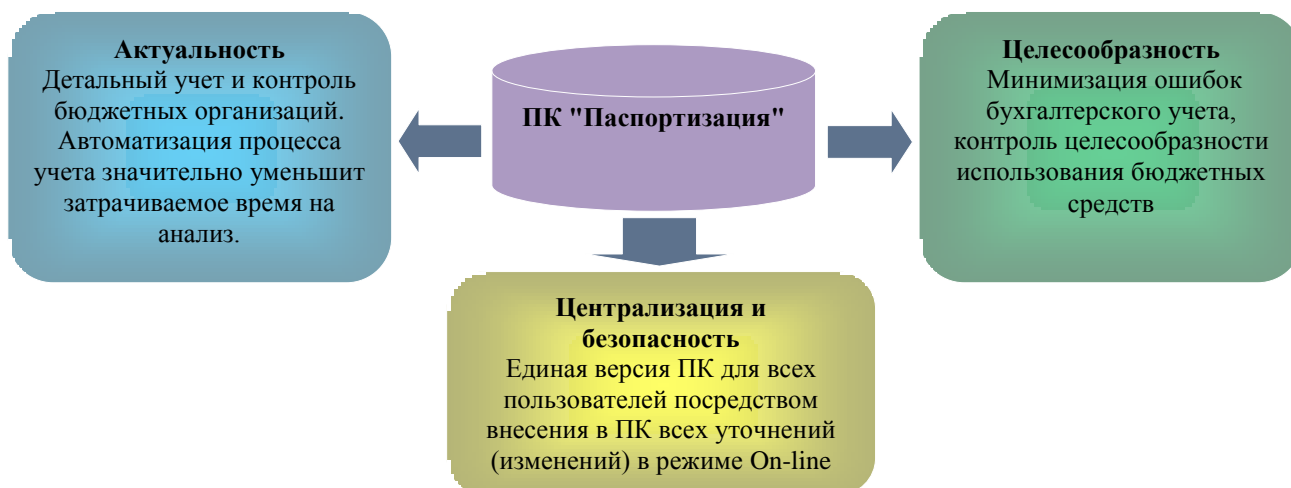 Актуальность
Детальный учет и контроль
бюджетных организаций.
Автоматизация процесса
учета значительно уменьшит
затрачиваемое время на
анализ.
ПК "Паспортизация"
Целесообразность
Минимизация ошибок
бухгалтерского учета,
контроль целесообразности
использования бюджетных
средств
Централизация и
безопасность
Единая версия ПК для всех
пользователей посредством
внесения в ПК всех уточнений
(изменений) в режиме On-line